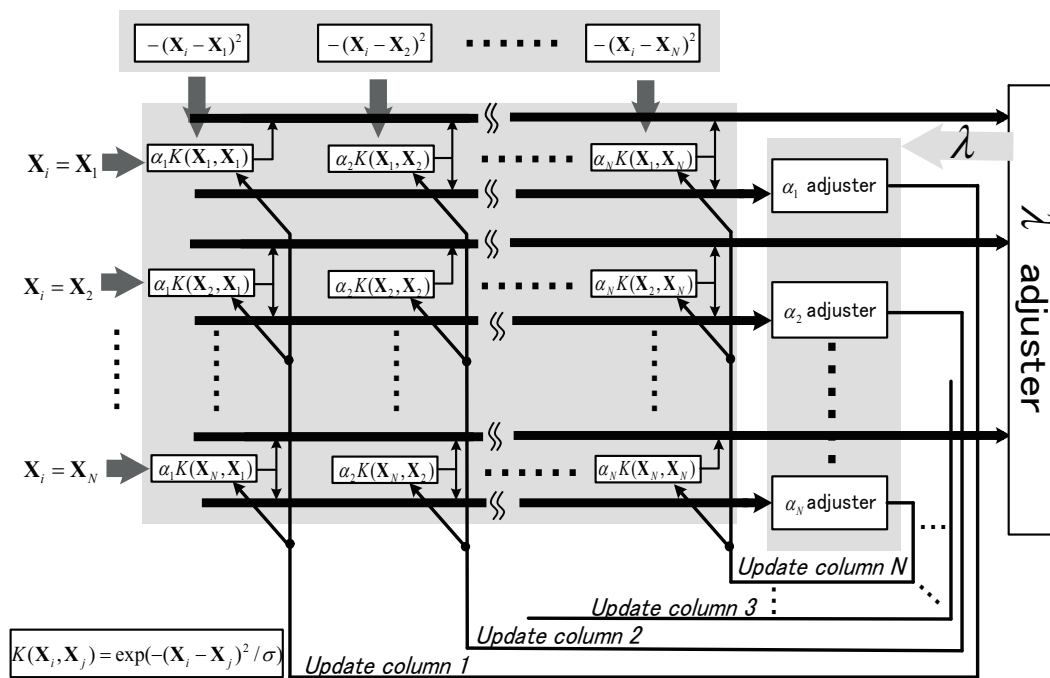 −(X_i − X_1)²
−(X_i − X_2)²
−(X_i − X_N)²
X_i = X_1
α_1K(X_1, X_1)
α_2K(X_1, X_2)
α_NK(X_1, X_N)
α_1 adjuster
λ
λ adjuster
X_i = X_2
α_1K(X_2, X_1)
α_2K(X_2, X_2)
α_NK(X_2, X_N)
α_2 adjuster
X_i = X_N
α_1K(X_N, X_1)
α_2K(X_N, X_2)
α_NK(X_N, X_N)
α_N adjuster
Update column N
Update column 3
Update column 2
Update column 1
K(X_i, X_j) = exp(−(X_i − X_j)² / σ)